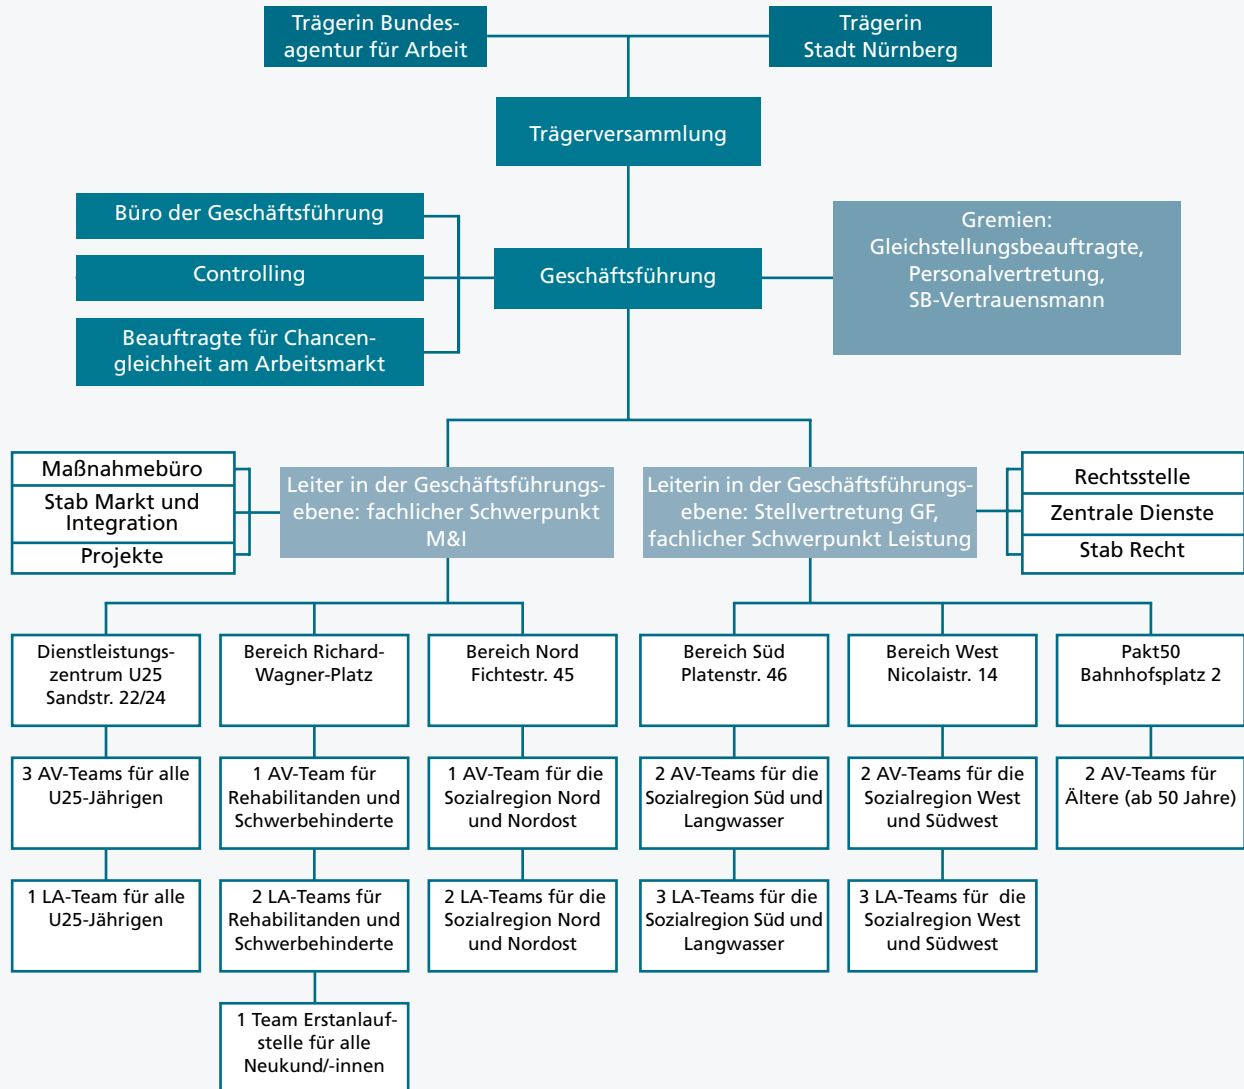 Trägerin Bundes-
agentur für Arbeit
Trägerin
Stadt Nürnberg
Trägerversammlung
Büro der Geschäftsführung
Controlling
Beauftragte für Chancen-
gleichheit am Arbeitsmarkt
Geschäftsführung
Gremien:
Gleichstellungsbeauftragte,
Personalvertretung,
SB-Vertrauensmann
Maßnahmebüro
Stab Markt und
Integration
Projekte
Leiter in der Geschäftsführungs-
ebene: fachlicher Schwerpunkt
M&I
Leiterin in der Geschäftsführungs-
ebene: Stellvertretung GF,
fachlicher Schwerpunkt Leistung
Rechtsstelle
Zentrale Dienste
Stab Recht
Dienstleistungs-
zentrum U25
Sandstr. 22/24
Bereich Richard-
Wagner-Platz
Bereich Nord
Fichtestr. 45
Bereich Süd
Platenstr. 46
Bereich West
Nicolaistr. 14
Pakt50
Bahnhofsplatz 2
3 AV-Teams für alle
U25-Jährigen
1 AV-Team für
Rehabilitanden und
Schwerbehinderte
1 AV-Team für die
Sozialregion Nord
und Nordost
2 AV-Teams für die
Sozialregion Süd und
Langwasser
2 AV-Teams für die
Sozialregion West
und Südwest
2 AV-Teams für
Ältere (ab 50 Jahre)
1 LA-Team für alle
U25-Jährigen
2 LA-Teams für
Rehabilitanden und
Schwerbehinderte
2 LA-Teams für die
Sozialregion Nord
und Nordost
3 LA-Teams für die
Sozialregion Süd und
Langwasser
3 LA-Teams für die
Sozialregion West
und Südwest
1 Team Erstanlauf-
stelle für alle
Neukund/-innen